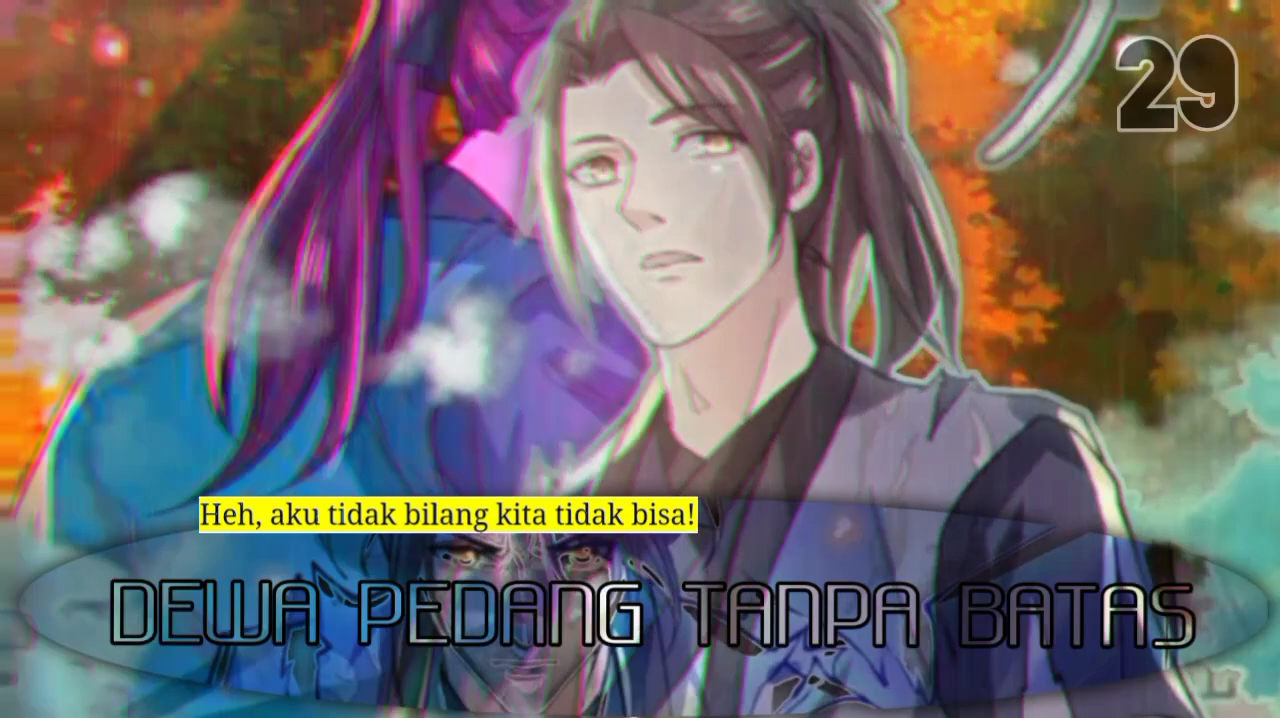 29
Heh, aku tidak bilang kita tidak bisa!
DEWA PEDANG TANPA BATAS